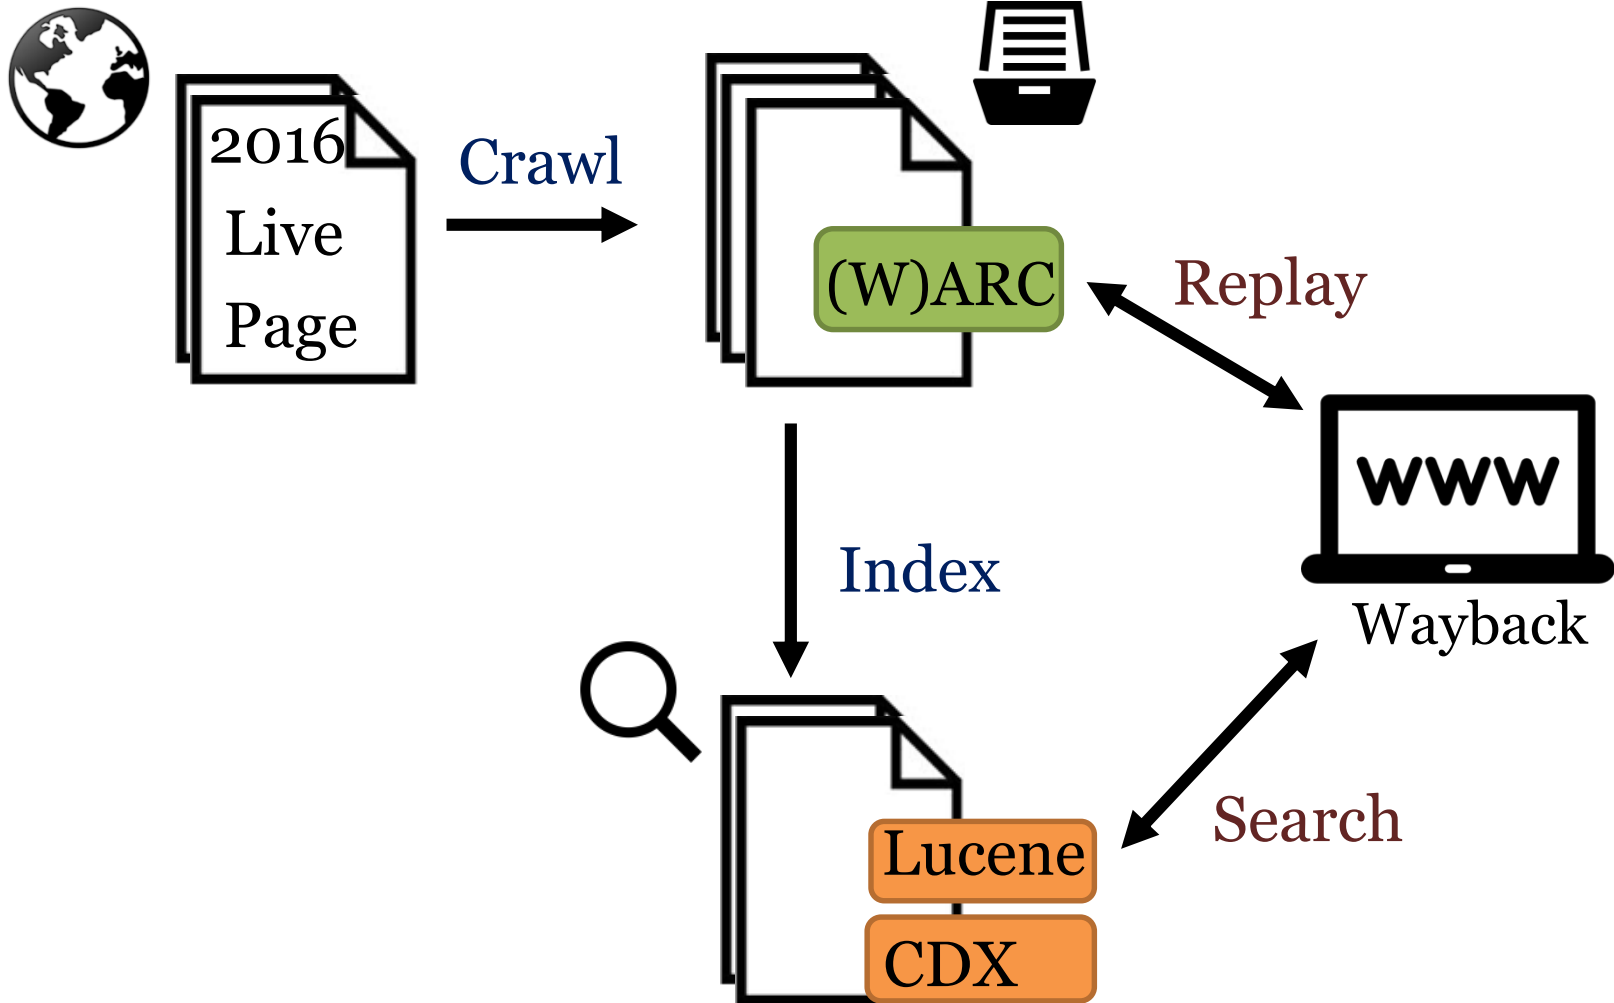 2016
Live
Page
Crawl
(W)ARC
Replay
WWW
Wayback
Index
Search
Lucene
CDX